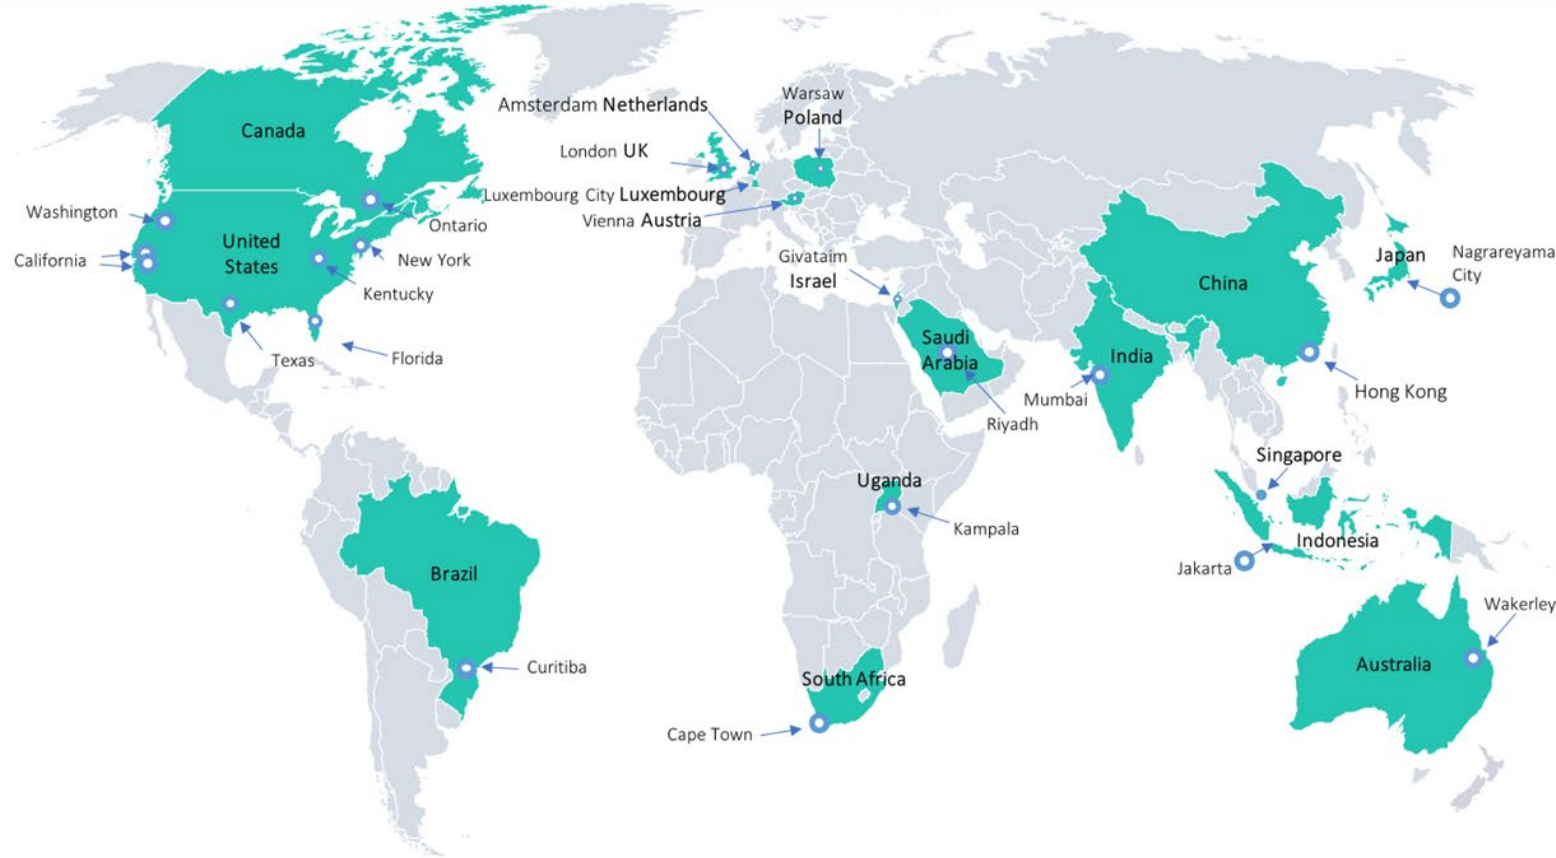 Canada
Washington
California
United
States
Ontario
New York
Kentucky
Texas
Florida
Brazil
Curitiba
Amsterdam Netherlands
London UK
Luxembourg City Luxembourg
Vienna Austria
Warsaw
Poland
Givataim
Israel
Saudi
Arabia
Riyadh
Uganda
Kampala
South Africa
Cape Town
China
India
Mumbai
Japan
Nagrareyama
City
Hong Kong
Singapore
Indonesia
Jakarta
Wakerley
Australia